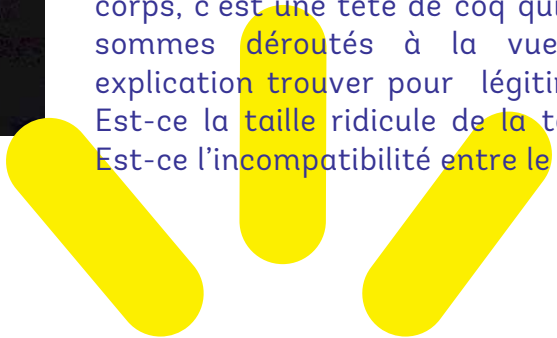 corps, c'est une tête de coq qui
sommes déroutés à la vue
explication trouver pour légitim
Est-ce la taille ridicule de la t
Est-ce l'incompatibilité entre le